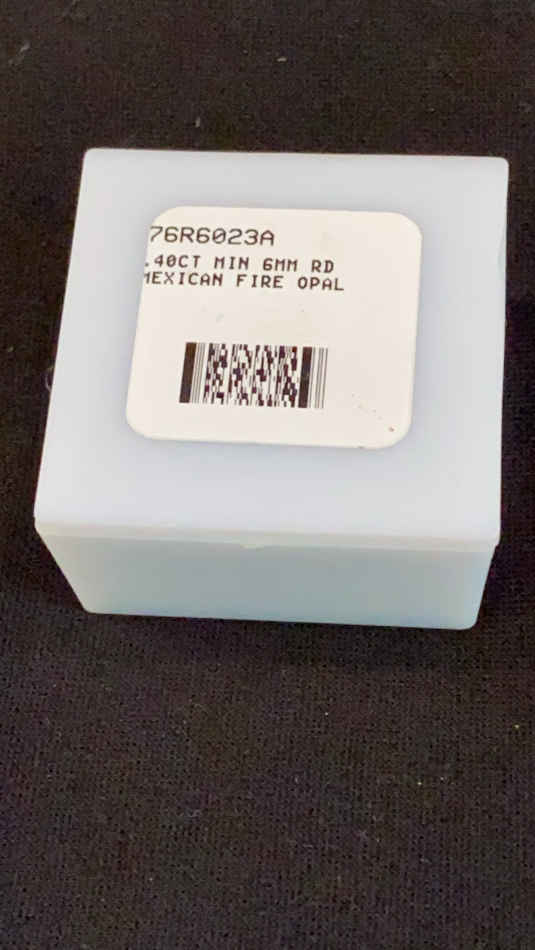 76R6023A
.40CT MIN 6MM RD
MEXICAN FIRE OPAL